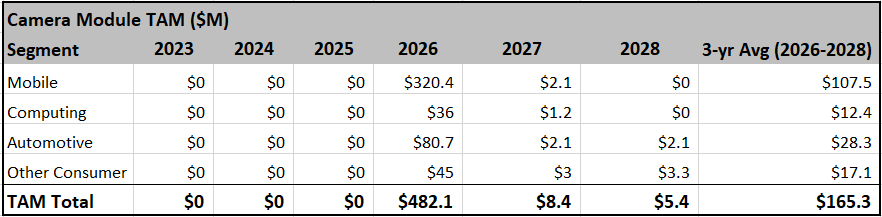 Camera Module TAM ($M)
Segment 2023 2024 2025 2026 2027 2028 3-yr Avg (2026-2028)
Mobile $0 $0 $0 $320.4 $2.1 $0 $107.5
Computing $0 $0 $0 $36 $1.2 $0 $12.4
Automotive $0 $0 $0 $80.7 $2.1 $2.1 $28.3
Other Consumer $0 $0 $0 $45 $3 $3.3 $17.1
TAM Total $0 $0 $0 $482.1 $8.4 $5.4 $165.3